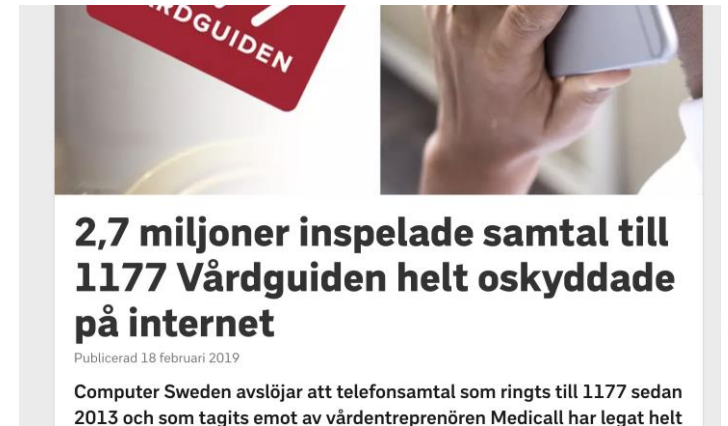 GUIDEN
2,7 miljoner inspelade samtal till
1177 Vårdguiden helt oskyddade
på internet
Publicerad 18 februari 2019
Computer Sweden avslöjar att telefonsamtal som ringts till 1177 sedan
2013 och som tagits emot av vårdentreprenören Medicall har legat helt